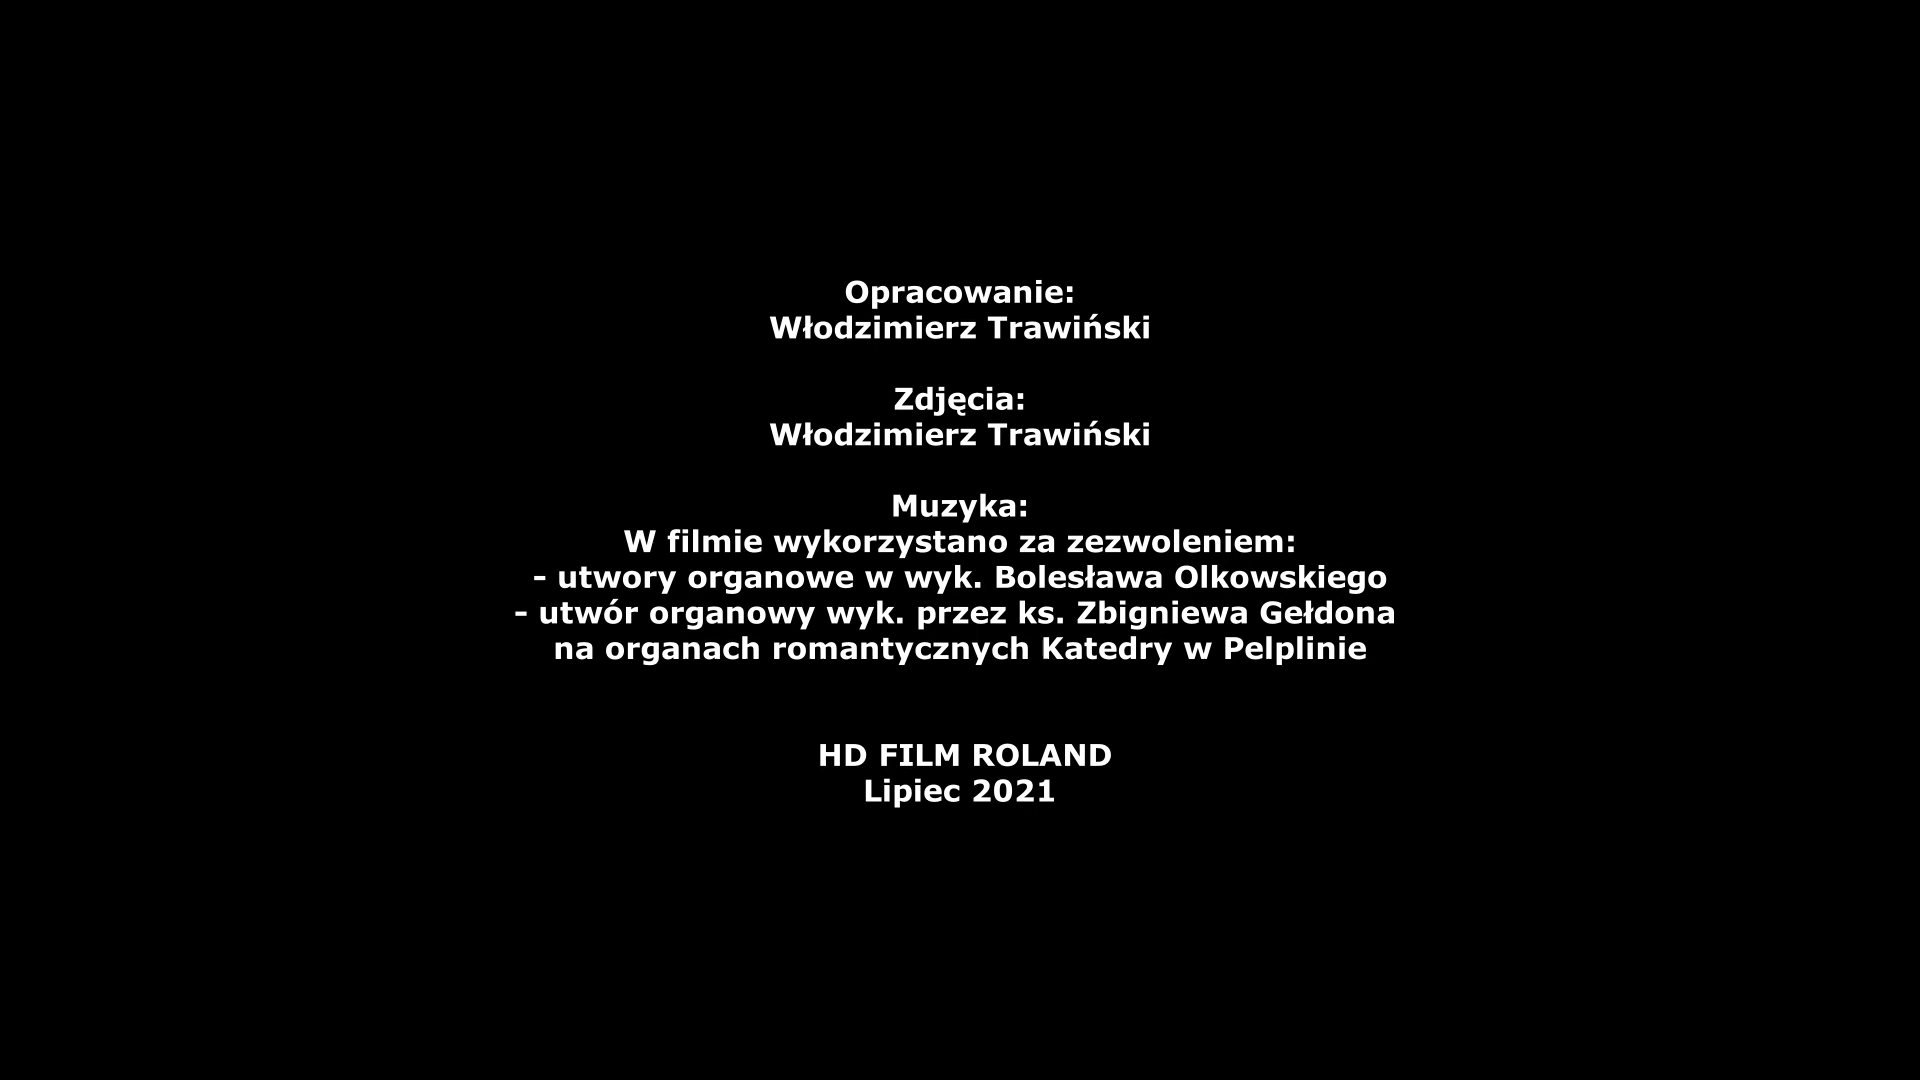 Opracowanie:
Włodzimierz Trawiński
Zdjęcia:
Włodzimierz Trawiński
Muzyka:
W filmie wykorzystano za zezwoleniem:
- utwory organowe w wyk. Bolesława Olkowskiego
- utwór organowy wyk. przez ks. Zbigniewa Gełdona
na organach romantycznych Katedry w Pelplinie
HD FILM ROLAND
Lipiec 2021